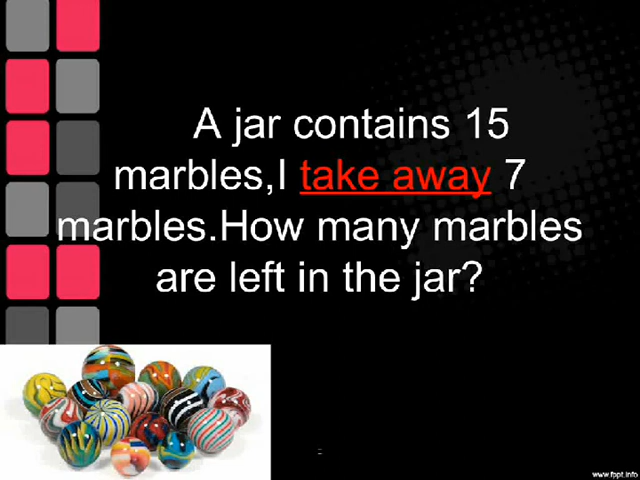 A jar contains 15
marbles,I take away 7
marbles.How many marbles
are left in the jar?
www.fppt.info